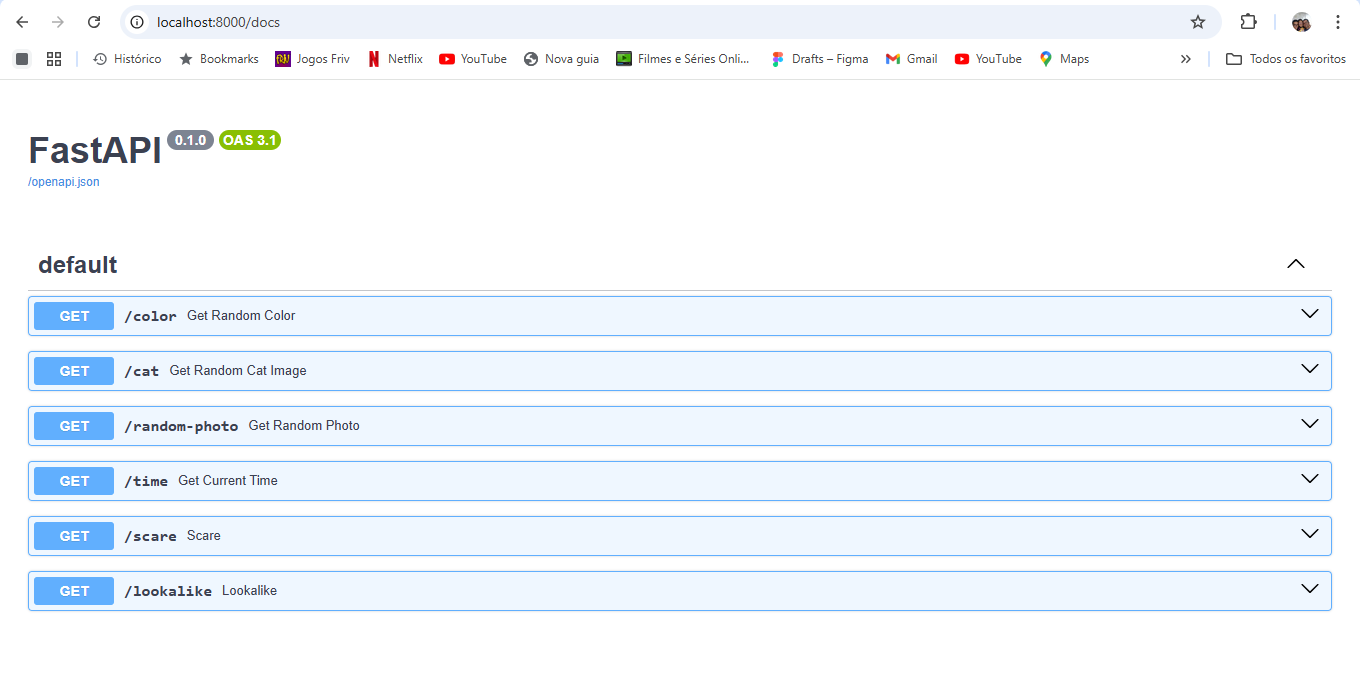 localhost:8000/docs
Histórico Bookmarks Jogos Friv Netflix YouTube Nova guia Filmes e Séries Onli... Drafts – Figma Gmail YouTube Maps » Todos os favoritos
FastAPI 0.1.0 OAS 3.1
/openapi.json
default
GET /color Get Random Color
GET /cat Get Random Cat Image
GET /random-photo Get Random Photo
GET /time Get Current Time
GET /scare Scare
GET /lookalike Lookalike